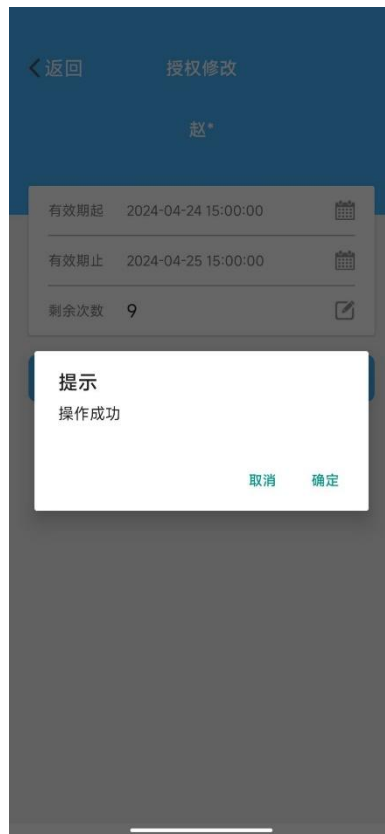 返回 授权修改
赵*
有效期起 2024-04-24 15:00:00
有效期止 2024-04-25 15:00:00
剩余次数 9
提示
操作成功
取消 确定